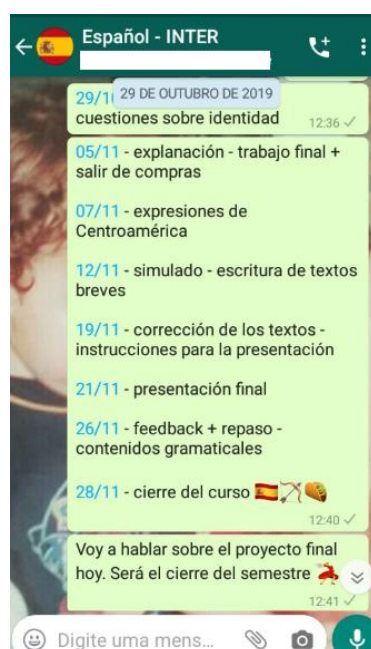 Español - INTER
29 DE OUTUBRO DE 2019
29/1
cuestiones sobre identidad
12:36
05/11 - explanación - trabajo final +
salir de compras
07/11 - expresiones de
Centroamérica
12/11 - simulado - escritura de textos
breves
19/11 - corrección de los textos -
instrucciones para la presentación
21/11 - presentación final
26/11 - feedback + repaso -
contenidos gramaticales
28/11 - cierre del curso 🇪🇸🏹🌮
12:40
Voy a hablar sobre el proyecto final
hoy. Será el cierre del semestre
12:41
Digite uma mens...